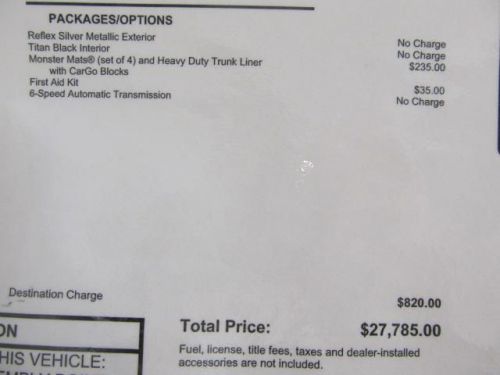 PACKAGES/OPTIONS
Reflex Silver Metallic Exterior No Charge
Titan Black Interior No Charge
Monster Mats® (set of 4) and Heavy Duty Trunk Liner $235.00
with CarGo Blocks
First Aid Kit $35.00
6-Speed Automatic Transmission No Charge
Destination Charge $820.00
Total Price: $27,785.00
Fuel, license, title fees, taxes and dealer-installed
accessories are not included.
ON
HIS VEHICLE: